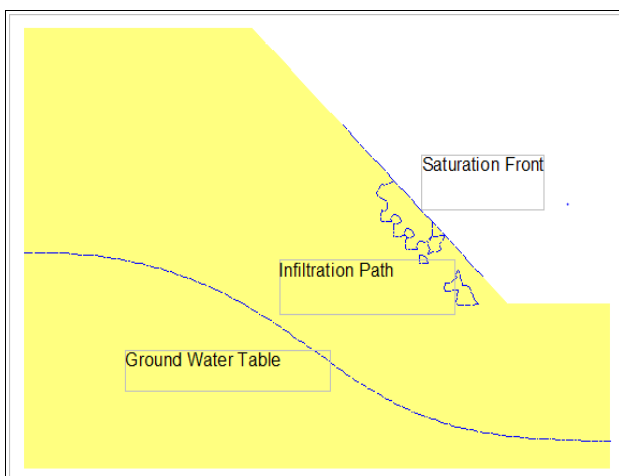 Saturation Front
Infiltration Path
Ground Water Table